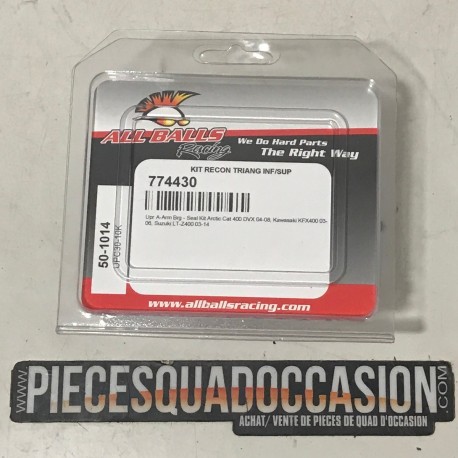 ALL BALLS
Racing
We Do Hard Parts
The Right Way
KIT RECON TRIANG INF/SUP
774430
Upr A-Arm Brg - Seal Kit Arctic Cat 400 DVX 04-08, Kawasaki KFX400 03-
06, Suzuki LT-Z400 03-14
50-1014
www.allballsracing.com
WWW.
PIECESQUADOCCASION
.COM
ACHAT/ VENTE DE PIECES DE QUAD D'OCCASION